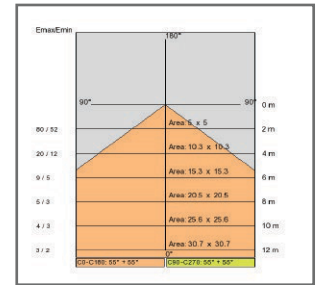 Emax/Emin
180°
90° 90° 0 m
80 / 52 Area: 5 x 5 2 m
20 / 12 Area: 10.3 x 10.3 4 m
9 / 5 Area: 15.3 x 15.3 6 m
5 / 3 Area: 20.5 x 20.5 8 m
4 / 3 Area: 25.6 x 25.6 10 m
3 / 2 Area: 30.7 x 30.7 12 m
0°
C0-C180: 55° + 55° C90-C270: 55° + 55°